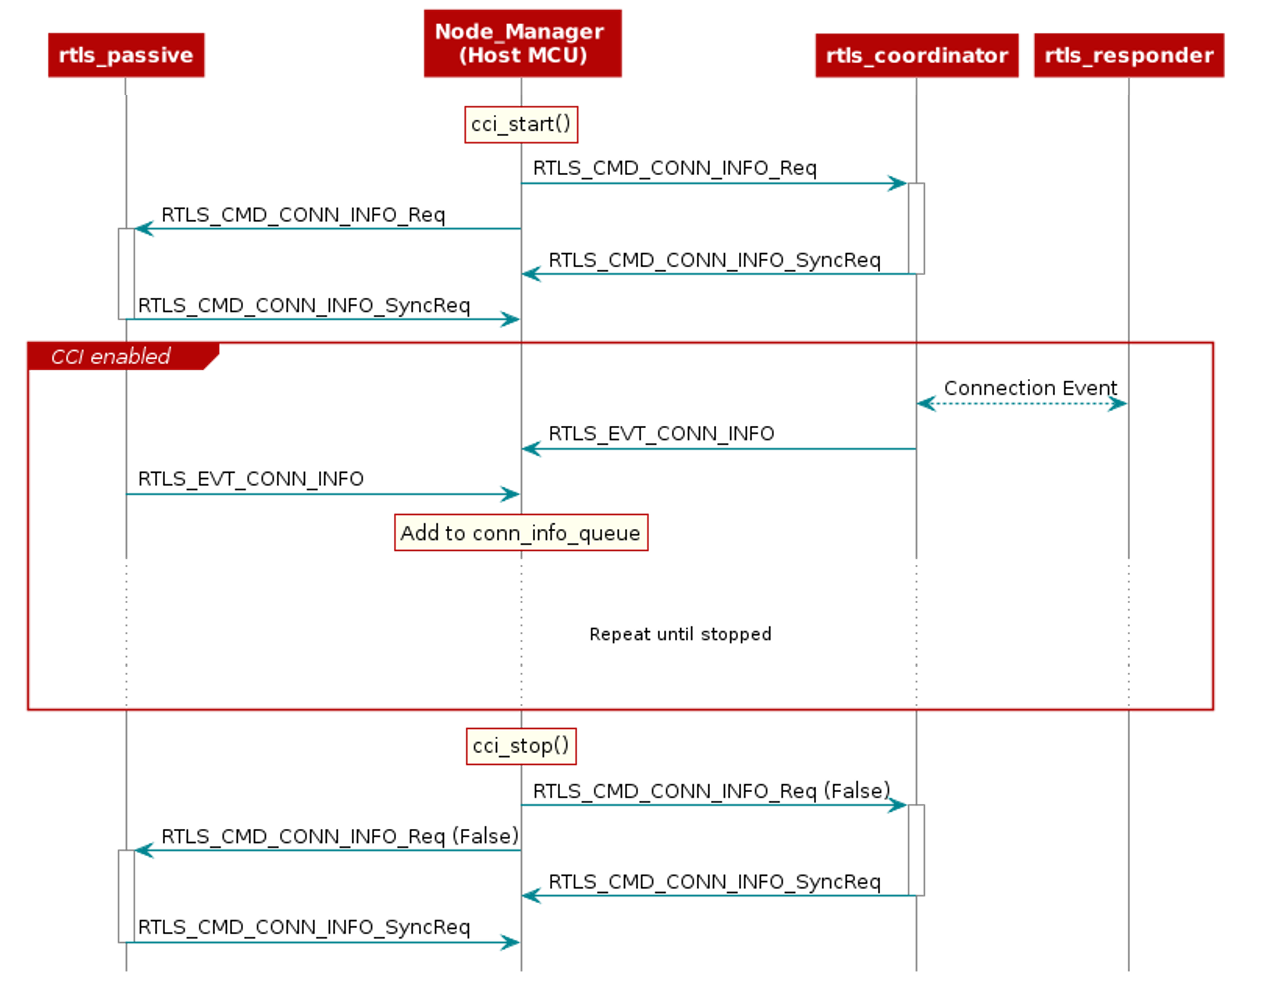 rtls_passive
Node_Manager
(Host MCU)
rtls_coordinator
rtls_responder
cci_start()
RTLS_CMD_CONN_INFO_Req
RTLS_CMD_CONN_INFO_Req
RTLS_CMD_CONN_INFO_SyncReq
RTLS_CMD_CONN_INFO_SyncReq
CCI enabled
Connection Event
RTLS_EVT_CONN_INFO
RTLS_EVT_CONN_INFO
Add to conn_info_queue
Repeat until stopped
cci_stop()
RTLS_CMD_CONN_INFO_Req (False)
RTLS_CMD_CONN_INFO_Req (False)
RTLS_CMD_CONN_INFO_SyncReq
RTLS_CMD_CONN_INFO_SyncReq